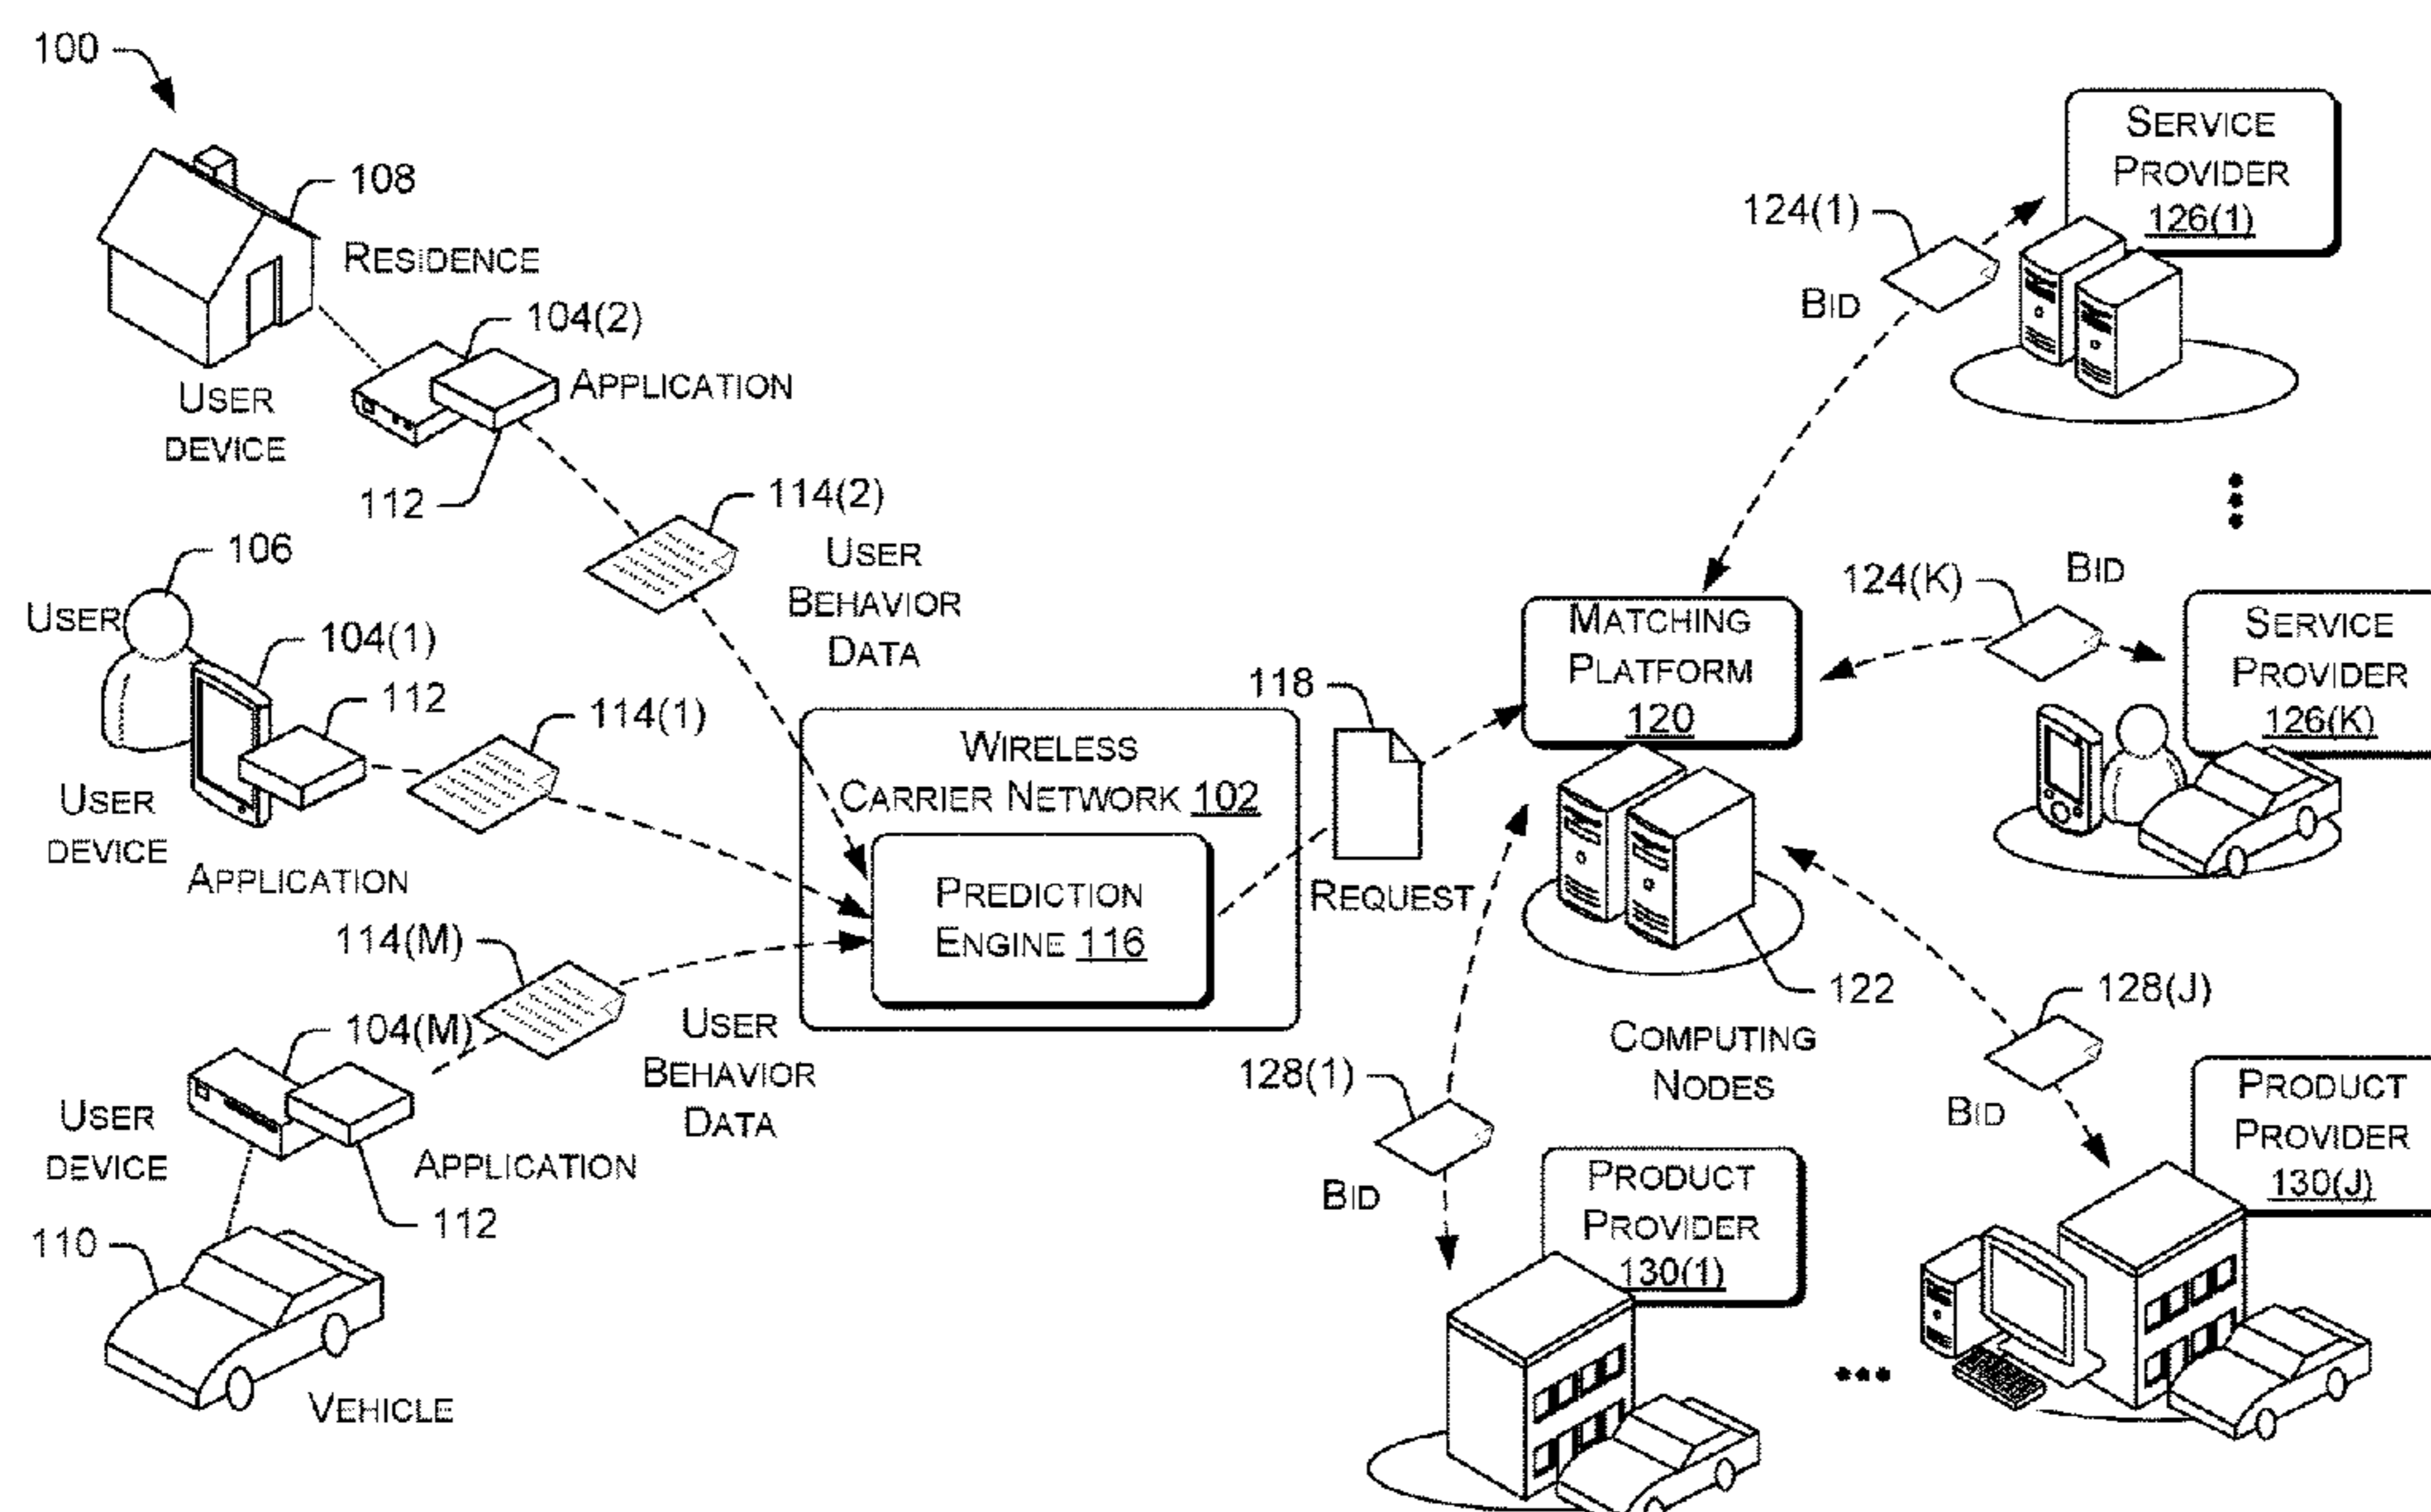 100
108
RESIDENCE
104(2)
USER
DEVICE
APPLICATION
112
114(2)
USER
BEHAVIOR
DATA
106
USER
104(1)
112
114(1)
USER
DEVICE
APPLICATION
WIRELESS
CARRIER NETWORK 102
PREDICTION
ENGINE 116
114(M)
104(M)
USER
BEHAVIOR
DATA
USER
DEVICE
APPLICATION
112
110
VEHICLE
118
REQUEST
MATCHING
PLATFORM
120
122
COMPUTING
NODES
SERVICE
PROVIDER
126(1)
124(1)
BID
124(K)
BID
SERVICE
PROVIDER
126(K)
128(1)
BID
PRODUCT
PROVIDER
130(1)
128(J)
BID
PRODUCT
PROVIDER
130(J)